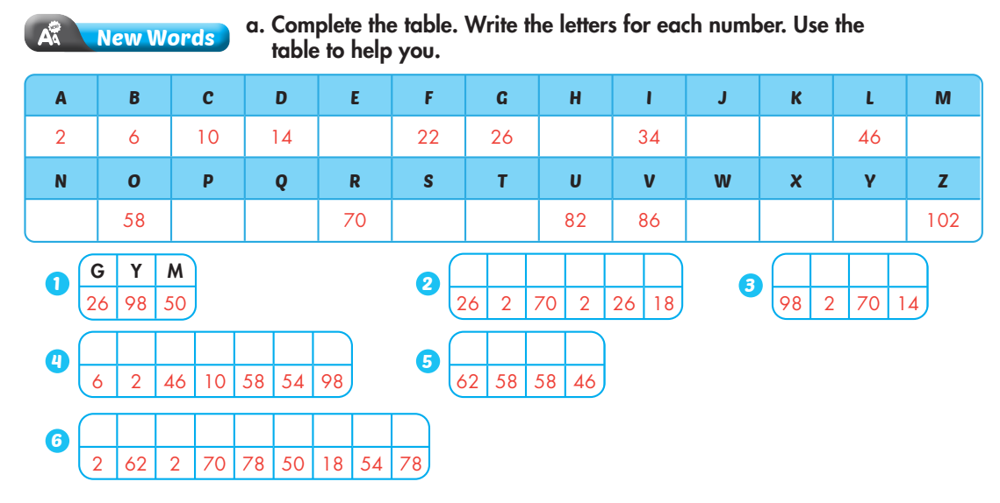 New Words
a. Complete the table. Write the letters for each number. Use the
table to help you.
A B C D E F G H I J K L M
2 6 10 14 22 26 34 46
N O P Q R S T U V W X Y Z
58 70 82 86 102
1 G Y M
26 98 50
2
26 2 70 2 26 18
3
98 2 70 14
4
6 2 46 10 58 54 98
5
62 58 58 46
6
2 62 2 70 78 50 18 54 78